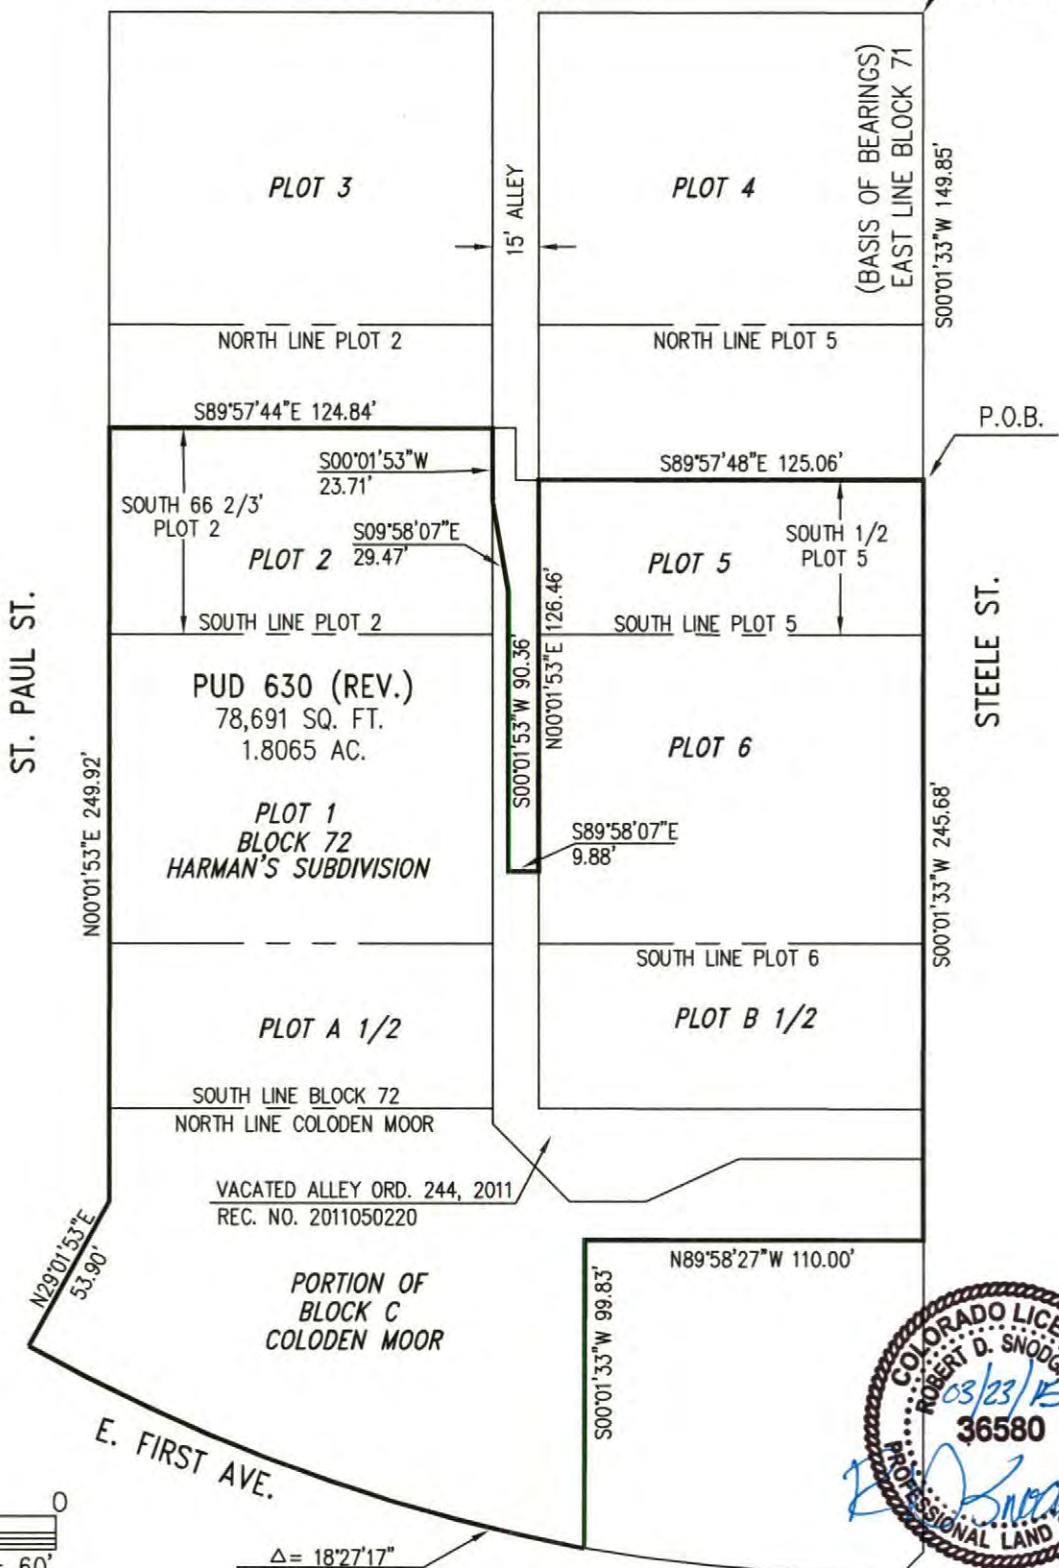 PLOT 3
15' ALLEY
PLOT 4
(BASIS OF BEARINGS)
EAST LINE BLOCK 71
S00°01'33"W 149.85'
NORTH LINE PLOT 2
NORTH LINE PLOT 5
S89°57'44"E 124.84'
P.O.B.
S00°01'53"W
23.71'
S89°57'48"E 125.06'
SOUTH 66 2/3'
PLOT 2
S09°58'07"E
29.47'
SOUTH 1/2
PLOT 5
PLOT 2
PLOT 5
SOUTH LINE PLOT 2
SOUTH LINE PLOT 5
ST. PAUL ST.
STEELE ST.
PUD 630 (REV.)
78,691 SQ. FT.
1.8065 AC.
S00°01'53"W 90.36'
N00°01'53"E 126.46'
PLOT 6
N00°01'53"E 249.92'
PLOT 1
BLOCK 72
HARMAN'S SUBDIVISION
S89°58'07"E
9.88'
S00°01'33"W 245.68'
SOUTH LINE PLOT 6
PLOT A 1/2
PLOT B 1/2
SOUTH LINE BLOCK 72
NORTH LINE COLODEN MOOR
VACATED ALLEY ORD. 244, 2011
REC. NO. 2011050220
N29°01'53"E
53.90'
N89°58'27"W 110.00'
PORTION OF
BLOCK C
COLODEN MOOR
S00°01'33"W 99.83'
COLORADO LICE
ROBERT D. SNODG
03/23/15
36580
PROFESSIONAL LAND
E. FIRST AVE.
0
60'
Δ= 18°27'17"